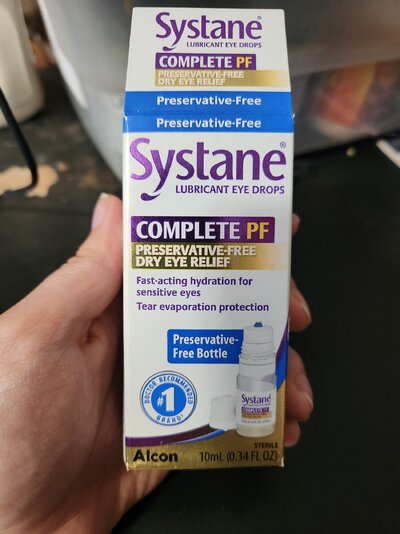 Systane®
LUBRICANT EYE DROPS
COMPLETE PF
PRESERVATIVE-FREE
DRY EYE RELIEF
Preservative-Free
Preservative-Free
Systane®
LUBRICANT EYE DROPS
COMPLETE PF
PRESERVATIVE-FREE
DRY EYE RELIEF
Fast-acting hydration for
sensitive eyes
Tear evaporation protection
Preservative-
Free Bottle
DOCTOR RECOMMENDED
#1
BRAND
Systane
COMPLETE PF
STERILE
Alcon 10mL (0.34 FL OZ)